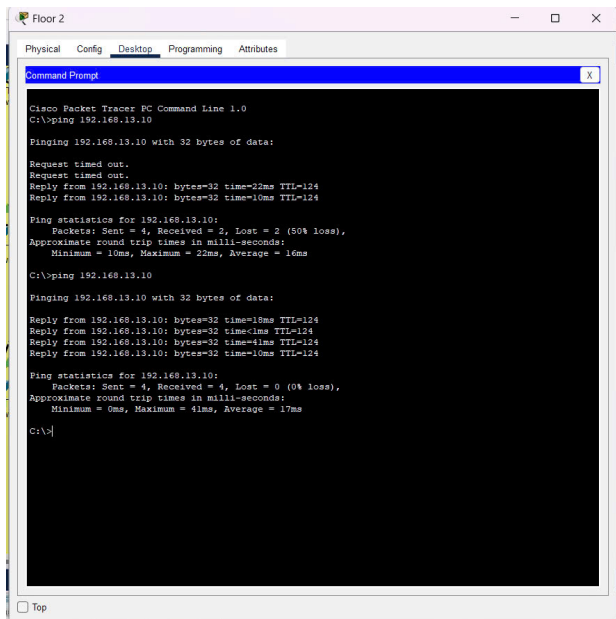 Floor 2
Physical Config Desktop Programming Attributes
Command Prompt X
Cisco Packet Tracer PC Command Line 1.0
C:\>ping 192.168.13.10
Pinging 192.168.13.10 with 32 bytes of data:
Request timed out.
Request timed out.
Reply from 192.168.13.10: bytes=32 time=22ms TTL=124
Reply from 192.168.13.10: bytes=32 time=10ms TTL=124
Ping statistics for 192.168.13.10:
Packets: Sent = 4, Received = 2, Lost = 2 (50% loss),
Approximate round trip times in milli-seconds:
Minimum = 10ms, Maximum = 22ms, Average = 16ms
C:\>ping 192.168.13.10
Pinging 192.168.13.10 with 32 bytes of data:
Reply from 192.168.13.10: bytes=32 time=18ms TTL=124
Reply from 192.168.13.10: bytes=32 time<1ms TTL=124
Reply from 192.168.13.10: bytes=32 time=41ms TTL=124
Reply from 192.168.13.10: bytes=32 time=10ms TTL=124
Ping statistics for 192.168.13.10:
Packets: Sent = 4, Received = 4, Lost = 0 (0% loss),
Approximate round trip times in milli-seconds:
Minimum = 0ms, Maximum = 41ms, Average = 17ms
C:\>
Top